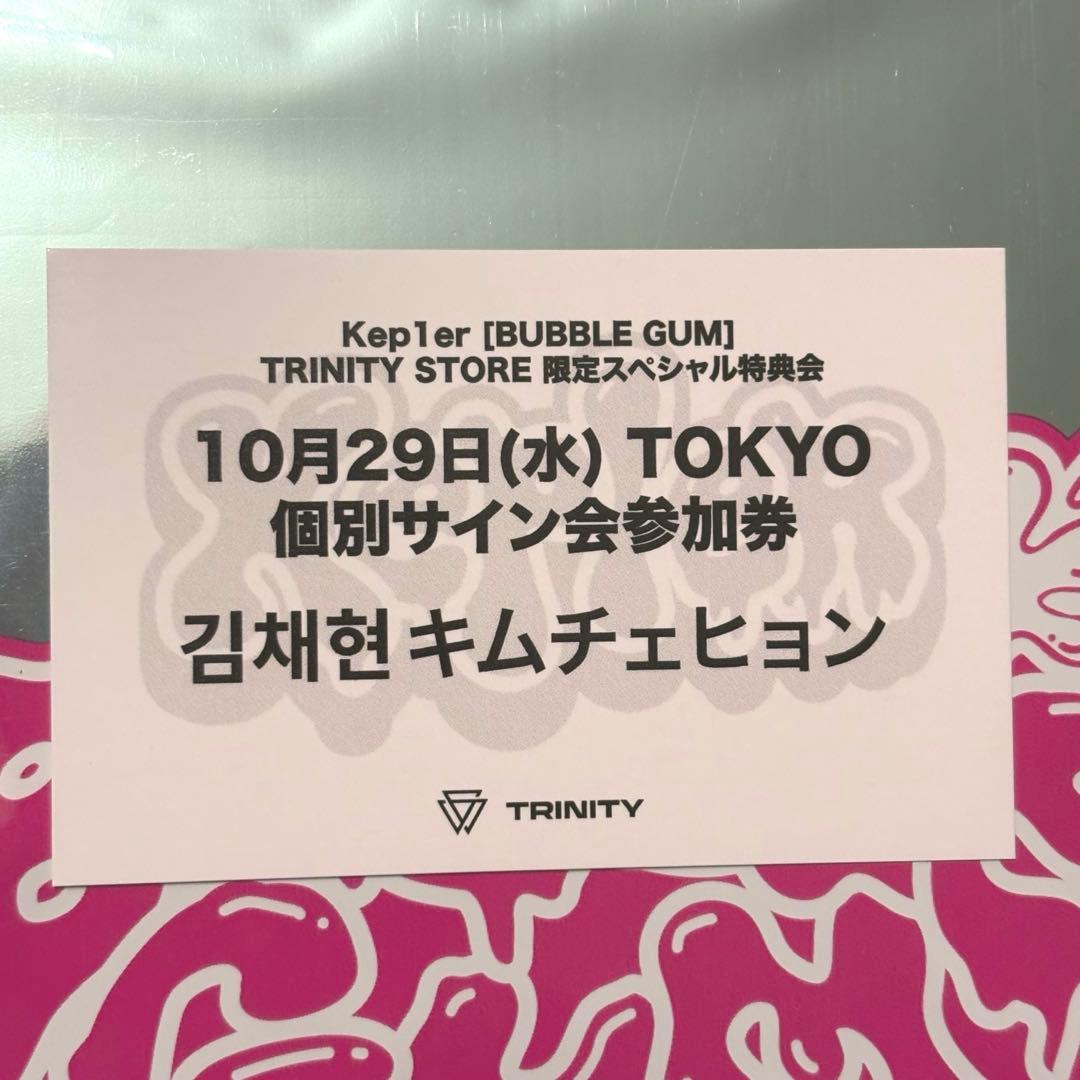 Kep1er [BUBBLE GUM]
TRINITY STORE 限定スペシャル特典会
10月29日(水) TOKYO
個別サイン会参加券
김채현 キムチェヒョン
TRINITY